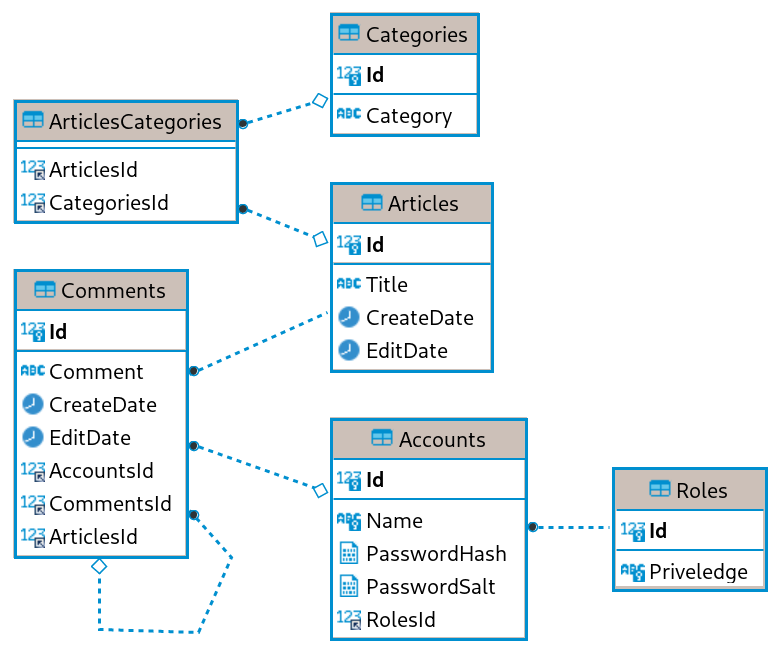 Categories
123 Id
ABC Category
ArticlesCategories
123 ArticlesId
123 CategoriesId
Articles
123 Id
ABC Title
CreateDate
EditDate
Comments
123 Id
ABC Comment
CreateDate
EditDate
123 AccountsId
123 CommentsId
123 ArticlesId
Accounts
123 Id
ABC Name
PasswordHash
PasswordSalt
123 RolesId
Roles
123 Id
ABC Priveledge